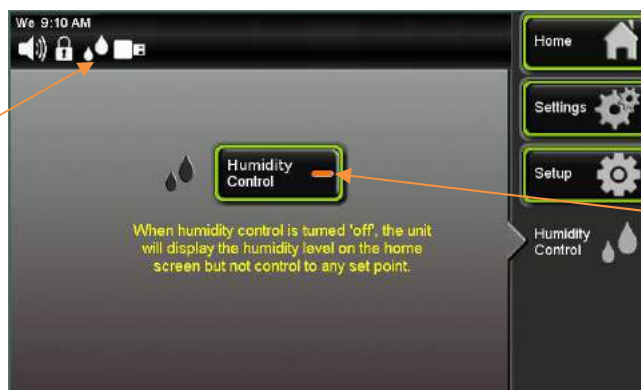 We 9:10 AM
Home
Settings
Setup
Humidity
Control
Humidity
Control
When humidity control is turned 'off', the unit
will display the humidity level on the home
screen but not control to any set point.